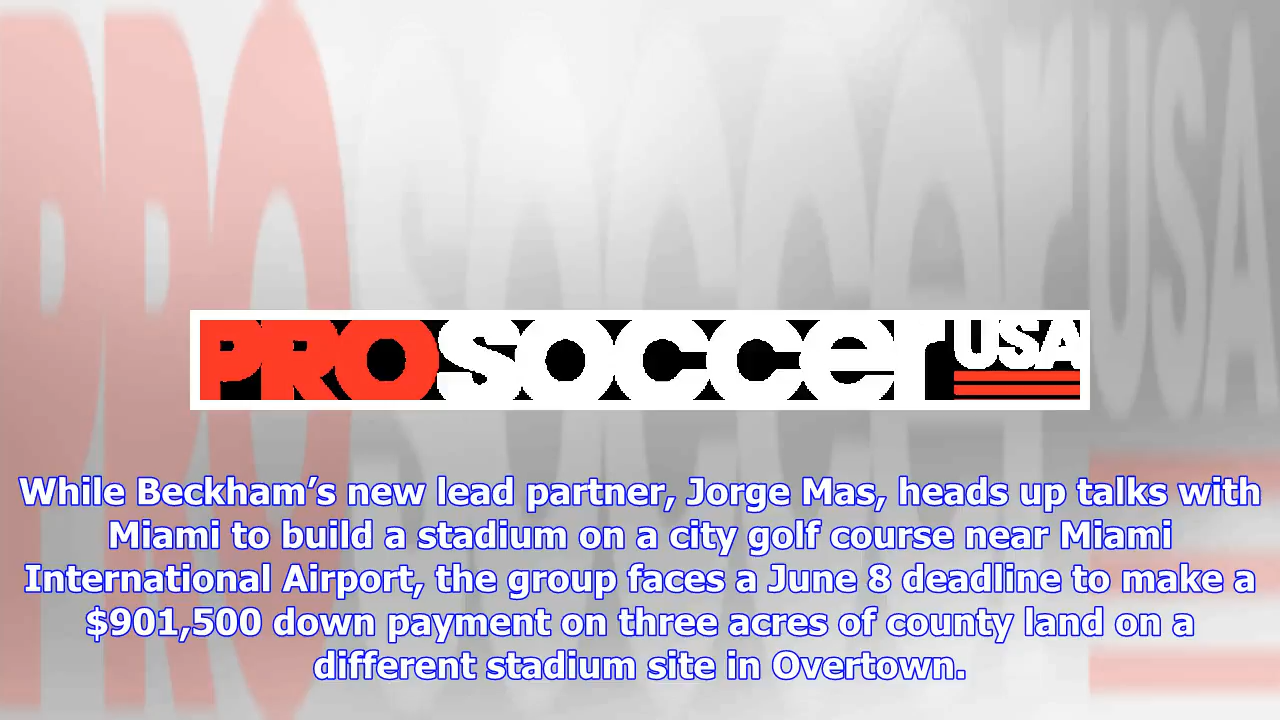 PROsoccer USA
PROsoccerUSA
While Beckham’s new lead partner, Jorge Mas, heads up talks with
Miami to build a stadium on a city golf course near Miami
International Airport, the group faces a June 8 deadline to make a
$901,500 down payment on three acres of county land on a
different stadium site in Overtown.